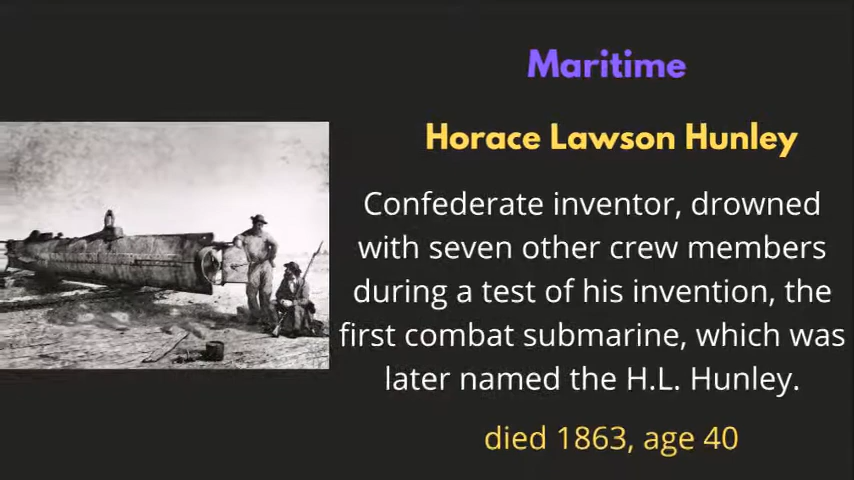 Maritime
Horace Lawson Hunley
Confederate inventor, drowned
with seven other crew members
during a test of his invention, the
first combat submarine, which was
later named the H.L. Hunley.
died 1863, age 40